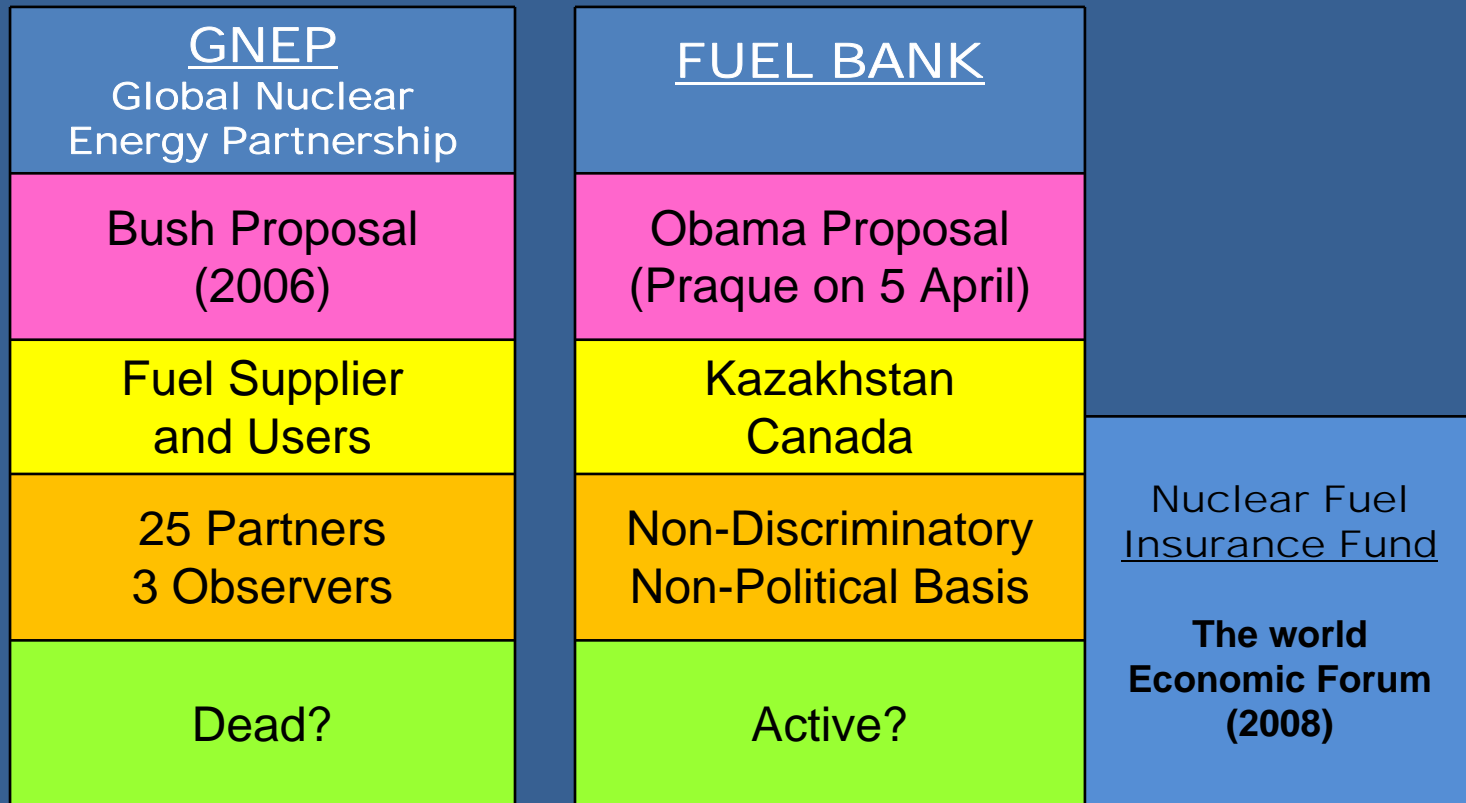 GNEP
Global Nuclear
Energy Partnership
Bush Proposal
(2006)
Fuel Supplier
and Users
25 Partners
3 Observers
Dead?
FUEL BANK
Obama Proposal
(Praque on 5 April)
Kazakhstan
Canada
Non-Discriminatory
Non-Political Basis
Active?
Nuclear Fuel
Insurance Fund
The world
Economic Forum
(2008)